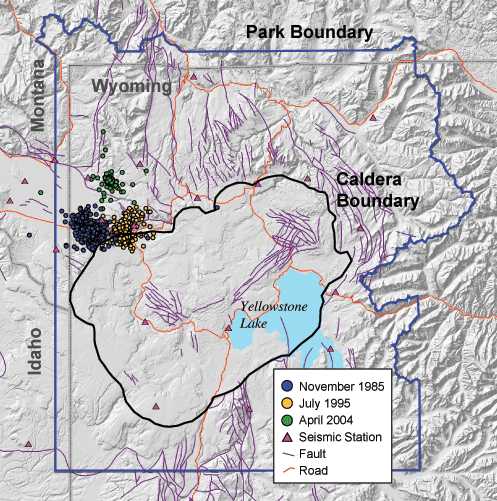 Park Boundary
Montana
Wyoming
Caldera
Boundary
Yellowstone
Lake
Idaho
November 1985
July 1995
April 2004
Seismic Station
Fault
Road